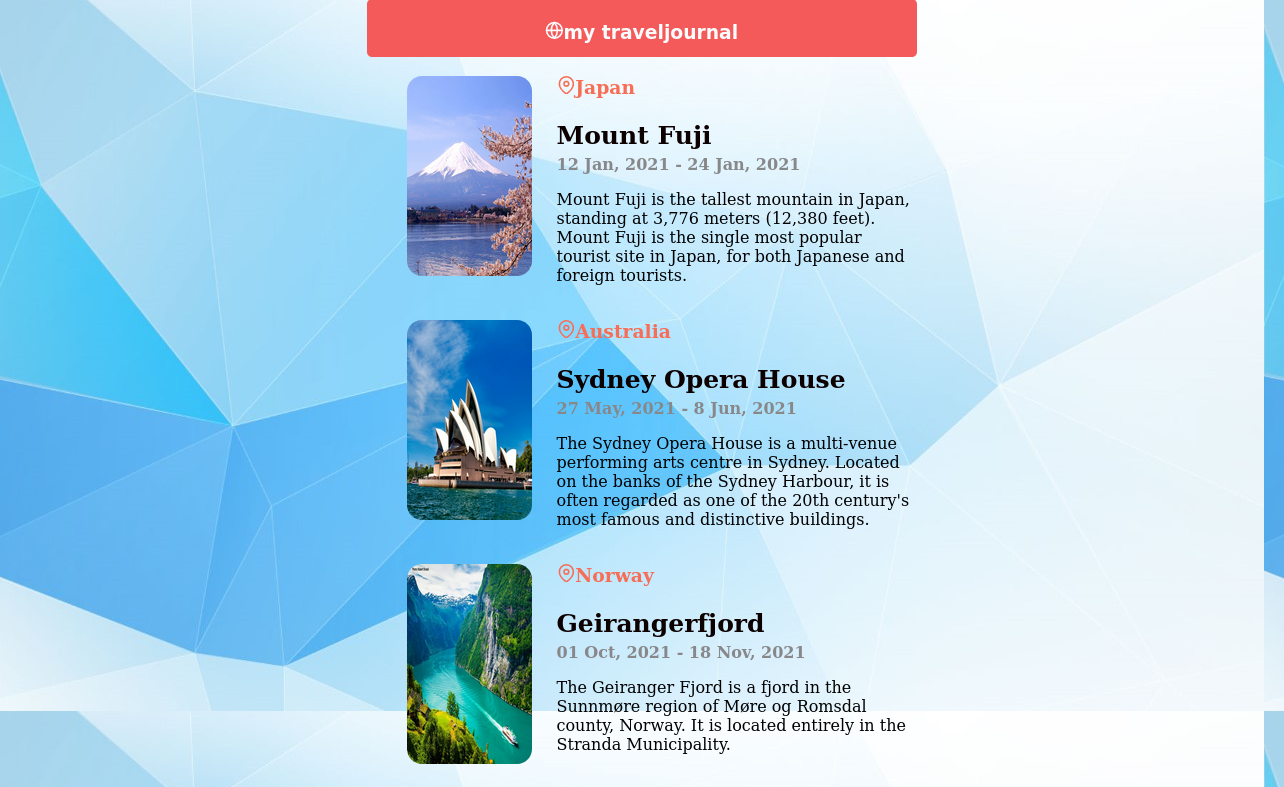 my traveljournal
Japan
Mount Fuji
12 Jan, 2021 - 24 Jan, 2021
Mount Fuji is the tallest mountain in Japan,
standing at 3,776 meters (12,380 feet).
Mount Fuji is the single most popular
tourist site in Japan, for both Japanese and
foreign tourists.
Australia
Sydney Opera House
27 May, 2021 - 8 Jun, 2021
The Sydney Opera House is a multi-venue
performing arts centre in Sydney. Located
on the banks of the Sydney Harbour, it is
often regarded as one of the 20th century's
most famous and distinctive buildings.
Norway
Geirangerfjord
01 Oct, 2021 - 18 Nov, 2021
The Geiranger Fjord is a fjord in the
Sunnmøre region of Møre og Romsdal
county, Norway. It is located entirely in the
Stranda Municipality.